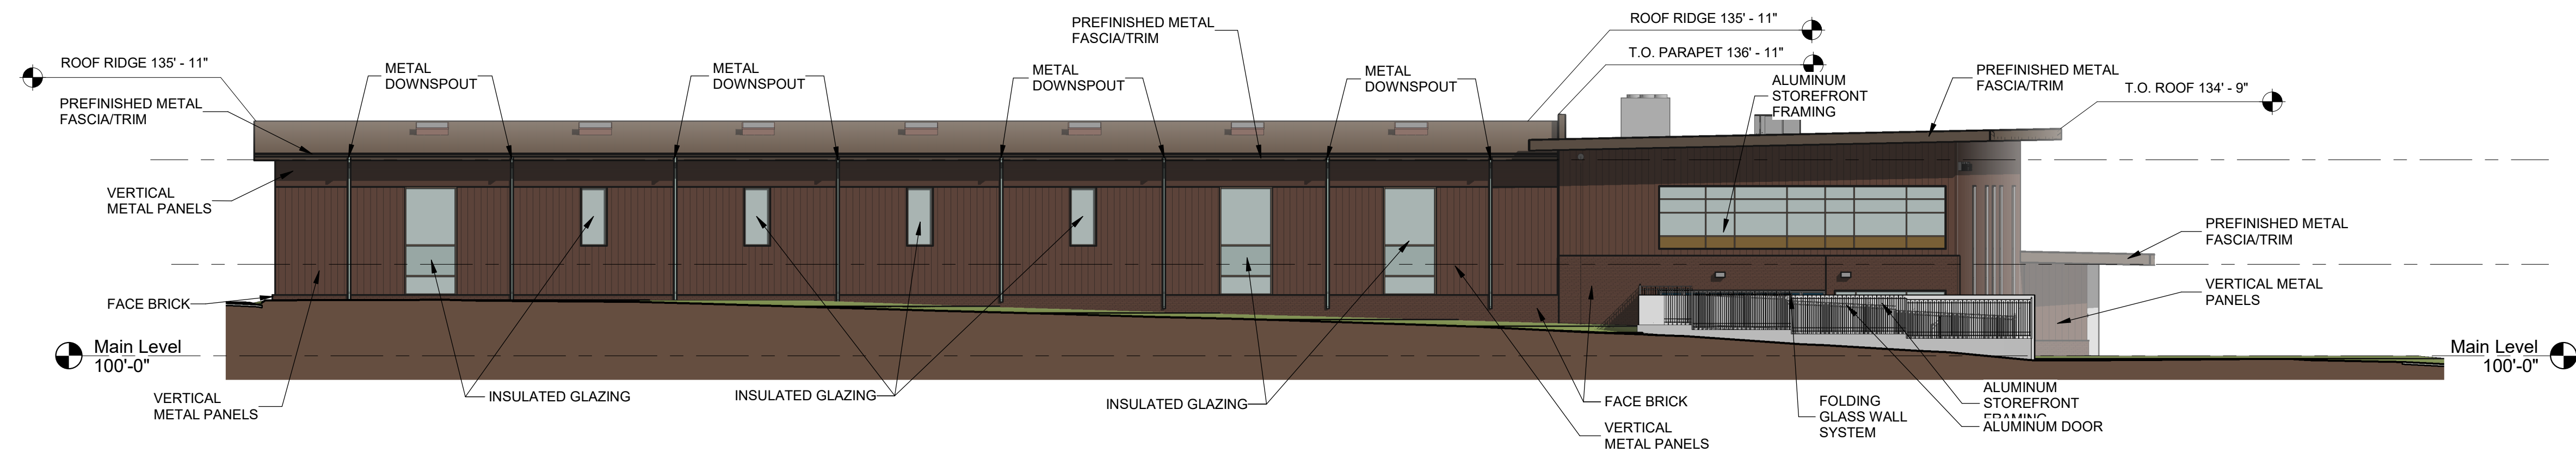 PREFINISHED METAL
FASCIA/TRIM
ROOF RIDGE 135' - 11"
T.O. PARAPET 136' - 11"
ROOF RIDGE 135' - 11"
METAL
DOWNSPOUT
METAL
DOWNSPOUT
METAL
DOWNSPOUT
METAL
DOWNSPOUT
ALUMINUM
STOREFRONT
FRAMING
PREFINISHED METAL
FASCIA/TRIM
T.O. ROOF 134' - 9"
PREFINISHED METAL
FASCIA/TRIM
VERTICAL
METAL PANELS
PREFINISHED METAL
FASCIA/TRIM
FACE BRICK
VERTICAL METAL
PANELS
Main Level
100'-0"
Main Level
100'-0"
VERTICAL
METAL PANELS
INSULATED GLAZING
INSULATED GLAZING
INSULATED GLAZING
FACE BRICK
VERTICAL
METAL PANELS
FOLDING
GLASS WALL
SYSTEM
ALUMINUM
STOREFRONT
FRAMING
ALUMINUM DOOR